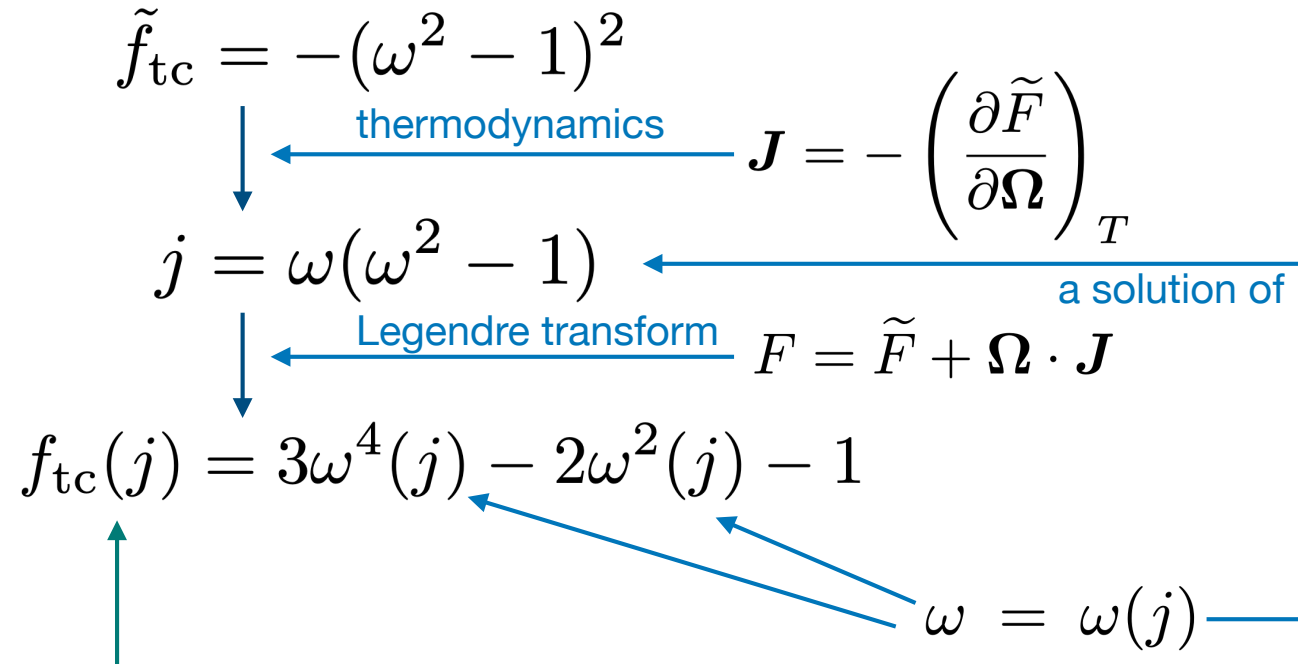 f̃_tc = −(ω² − 1)²
thermodynamics
J = − (∂F̃/∂Ω)_T
j = ω(ω² − 1)
a solution of
Legendre transform
F = F̃ + Ω · J
f_tc(j) = 3ω⁴(j) − 2ω²(j) − 1
ω = ω(j)